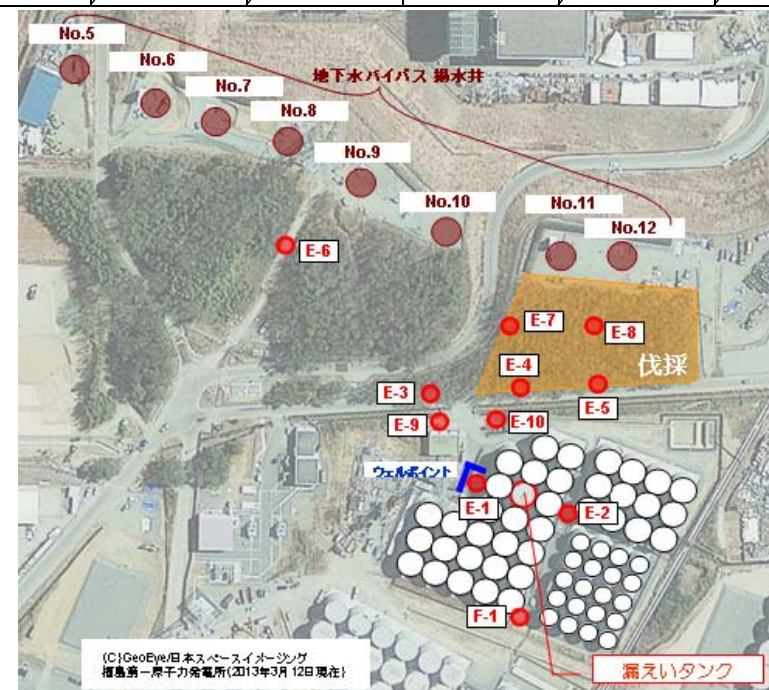 No.5
No.6
No.7
地下水バイパス 揚水井
No.8
No.9
No.10
No.11
No.12
E-6
E-7
E-8
伐採
E-4
E-3
E-5
E-9
E-10
ウェルポイント
E-1
E-2
F-1
(C)GeoEye/日本スペースイメージング
福島第一原子力発電所(2013年3月12日現在)
漏えいタンク